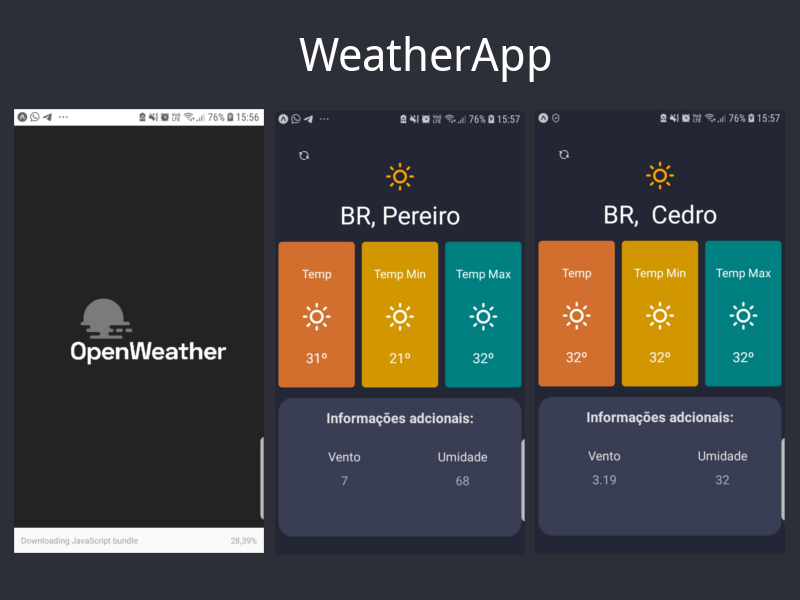 WeatherApp
76% 15:56
OpenWeather
Downloading JavaScript bundle 28,39%
76% 15:57
BR, Pereiro
Temp Temp Min Temp Max
31º 21º 32º
Informações adcionais:
Vento Umidade
7 68
76% 15:57
BR, Cedro
Temp Temp Min Temp Max
32º 32º 32º
Informações adcionais:
Vento Umidade
3.19 32